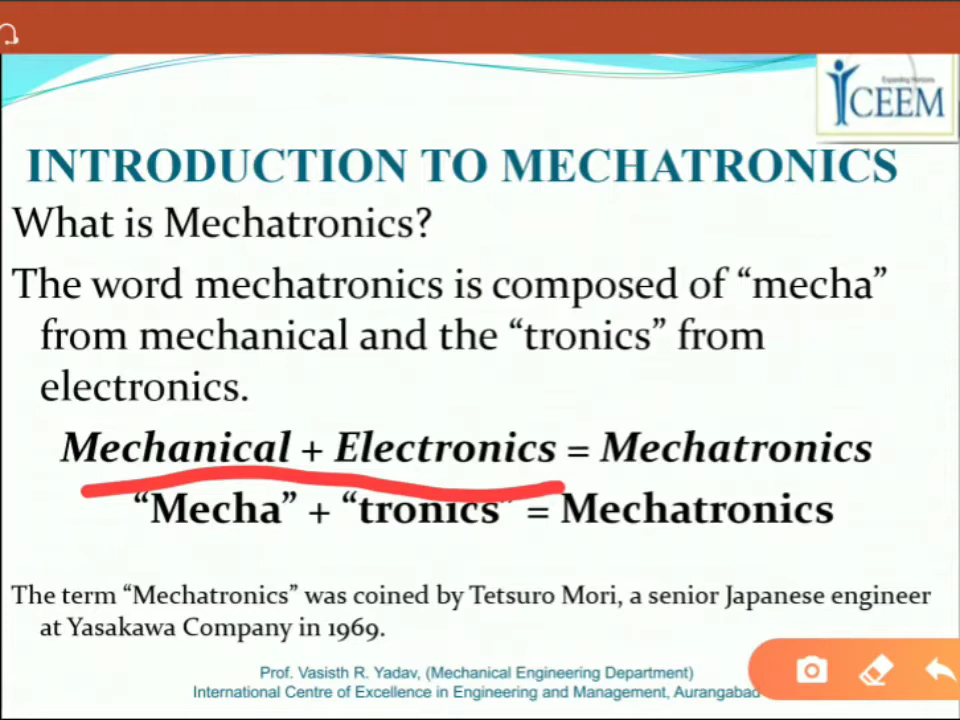 Expanding Horizons
ICEEM
INTRODUCTION TO MECHATRONICS
What is Mechatronics?
The word mechatronics is composed of “mecha”
from mechanical and the “tronics” from
electronics.
Mechanical + Electronics = Mechatronics
“Mecha” + “tronics” = Mechatronics
The term “Mechatronics” was coined by Tetsuro Mori, a senior Japanese engineer
at Yasakawa Company in 1969.
Prof. Vasisth R. Yadav, (Mechanical Engineering Department)
International Centre of Excellence in Engineering and Management, Aurangabad